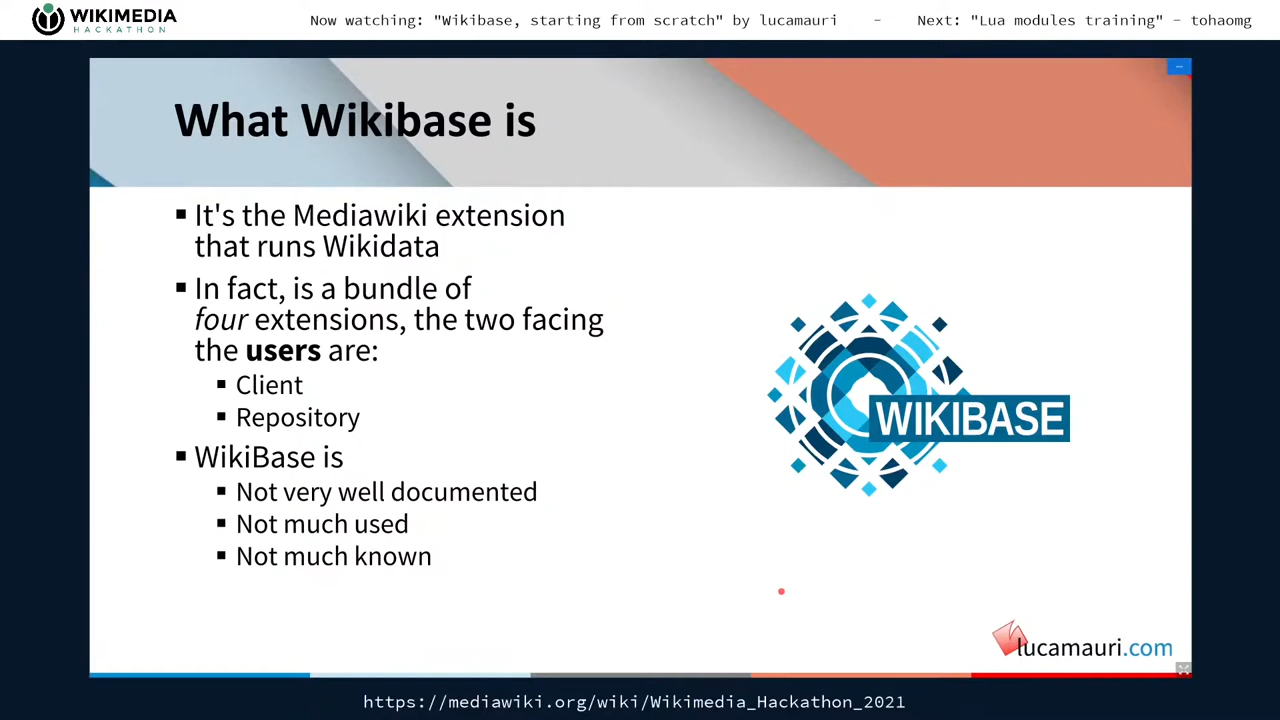 WIKIMEDIA
HACKATHON
Now watching: "Wikibase, starting from scratch" by lucamauri - Next: "Lua modules training" - tohaomg
What Wikibase is
It's the Mediawiki extension
that runs Wikidata
In fact, is a bundle of
four extensions, the two facing
the users are:
Client
Repository
WikiBase is
Not very well documented
Not much used
Not much known
WIKIBASE
lucamauri.com
https://mediawiki.org/wiki/Wikimedia_Hackathon_2021